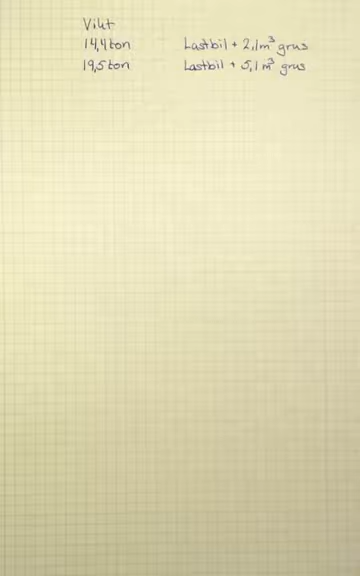 Vikt
14,4 ton Lastbil + 2,1 m³ grus
19,5 ton Lastbil + 5,1 m³ grus